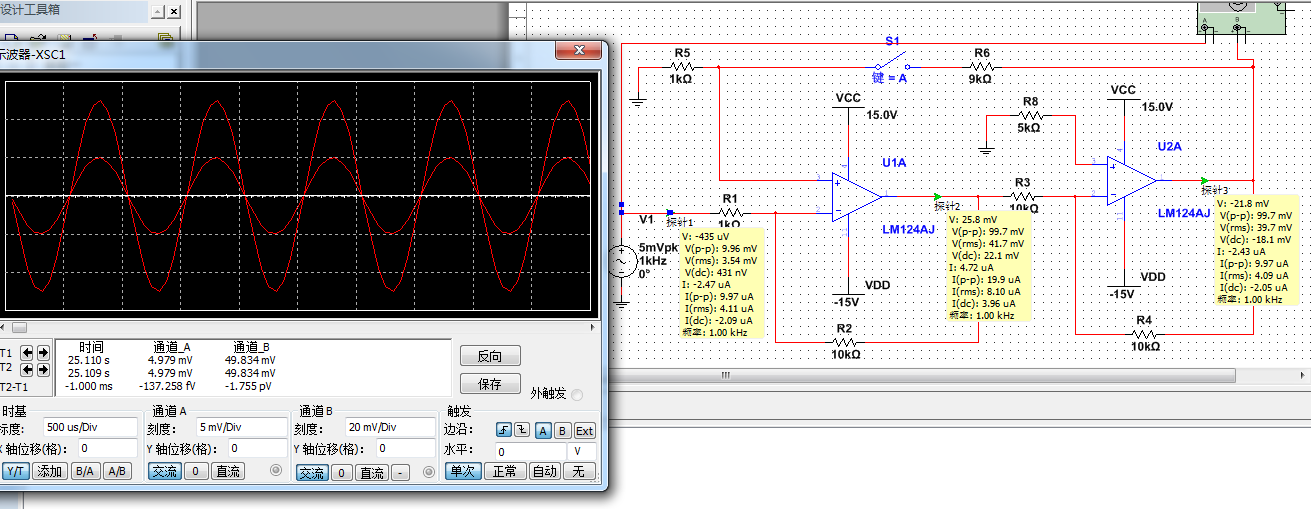 设计工具箱
示波器-XSC1
T1
T2
T2-T1
时间 通道_A 通道_B
25.110 s 4.979 mV 49.834 mV
25.109 s 4.979 mV 49.834 mV
-1.000 ms -137.258 fV -1.755 pV
反向
保存
外触发
时基
标度: 500 us/Div
X 轴位移(格): 0
Y/T 添加 B/A A/B
通道 A
刻度: 5 mV/Div
Y 轴位移(格): 0
交流 0 直流
通道 B
刻度: 20 mV/Div
Y 轴位移(格): 0
交流 0 直流 -
触发
边沿: A B Ext
水平: 0 V
单次 正常 自动 无
A B
R5
1kΩ
S1
键 = A
R6
9kΩ
VCC
15.0V
U1A
3
2
4
1
LM124AJ
VDD
-15V
R1
1kΩ
R2
10kΩ
V1
5mVpk
1kHz
0°
探针1
V: -435 uV
V(p-p): 9.96 mV
V(rms): 3.54 mV
V(dc): 431 nV
I: -2.47 uA
I(p-p): 9.97 uA
I(rms): 4.11 uA
I(dc): -2.09 uA
频率: 1.00 kHz
探针2
V: 25.8 mV
V(p-p): 99.7 mV
V(rms): 41.7 mV
V(dc): 22.1 mV
I: 4.72 uA
I(p-p): 19.9 uA
I(rms): 8.10 uA
I(dc): 3.96 uA
频率: 1.00 kHz
R8
5kΩ
R3
10kΩ
VCC
15.0V
U2A
3
2
4
1
LM124AJ
VDD
-15V
R4
10kΩ
探针3
V: -21.8 mV
V(p-p): 99.7 mV
V(rms): 39.7 mV
V(dc): -18.1 mV
I: -2.43 uA
I(p-p): 9.97 uA
I(rms): 4.09 uA
I(dc): -2.05 uA
频率: 1.00 kHz